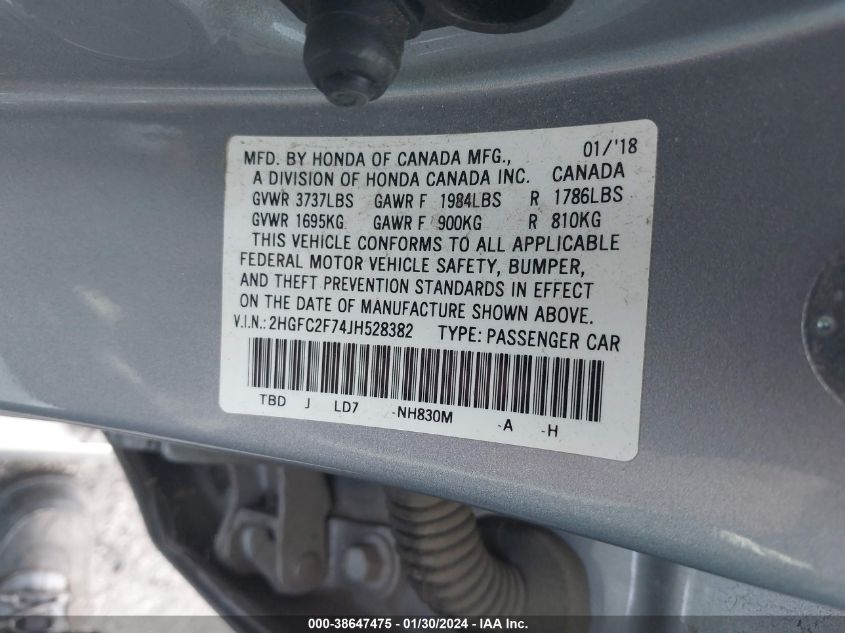 MFD. BY HONDA OF CANADA MFG., 01/'18
A DIVISION OF HONDA CANADA INC. CANADA
GVWR 3737LBS GAWR F 1984LBS R 1786LBS
GVWR 1695KG GAWR F 900KG R 810KG
THIS VEHICLE CONFORMS TO ALL APPLICABLE
FEDERAL MOTOR VEHICLE SAFETY, BUMPER,
AND THEFT PREVENTION STANDARDS IN EFFECT
ON THE DATE OF MANUFACTURE SHOWN ABOVE.
V.I.N.: 2HGFC2F74JH528382 TYPE: PASSENGER CAR
TBD J LD7 -NH830M -A -H
000-38647475 - 01/30/2024 - IAA Inc.